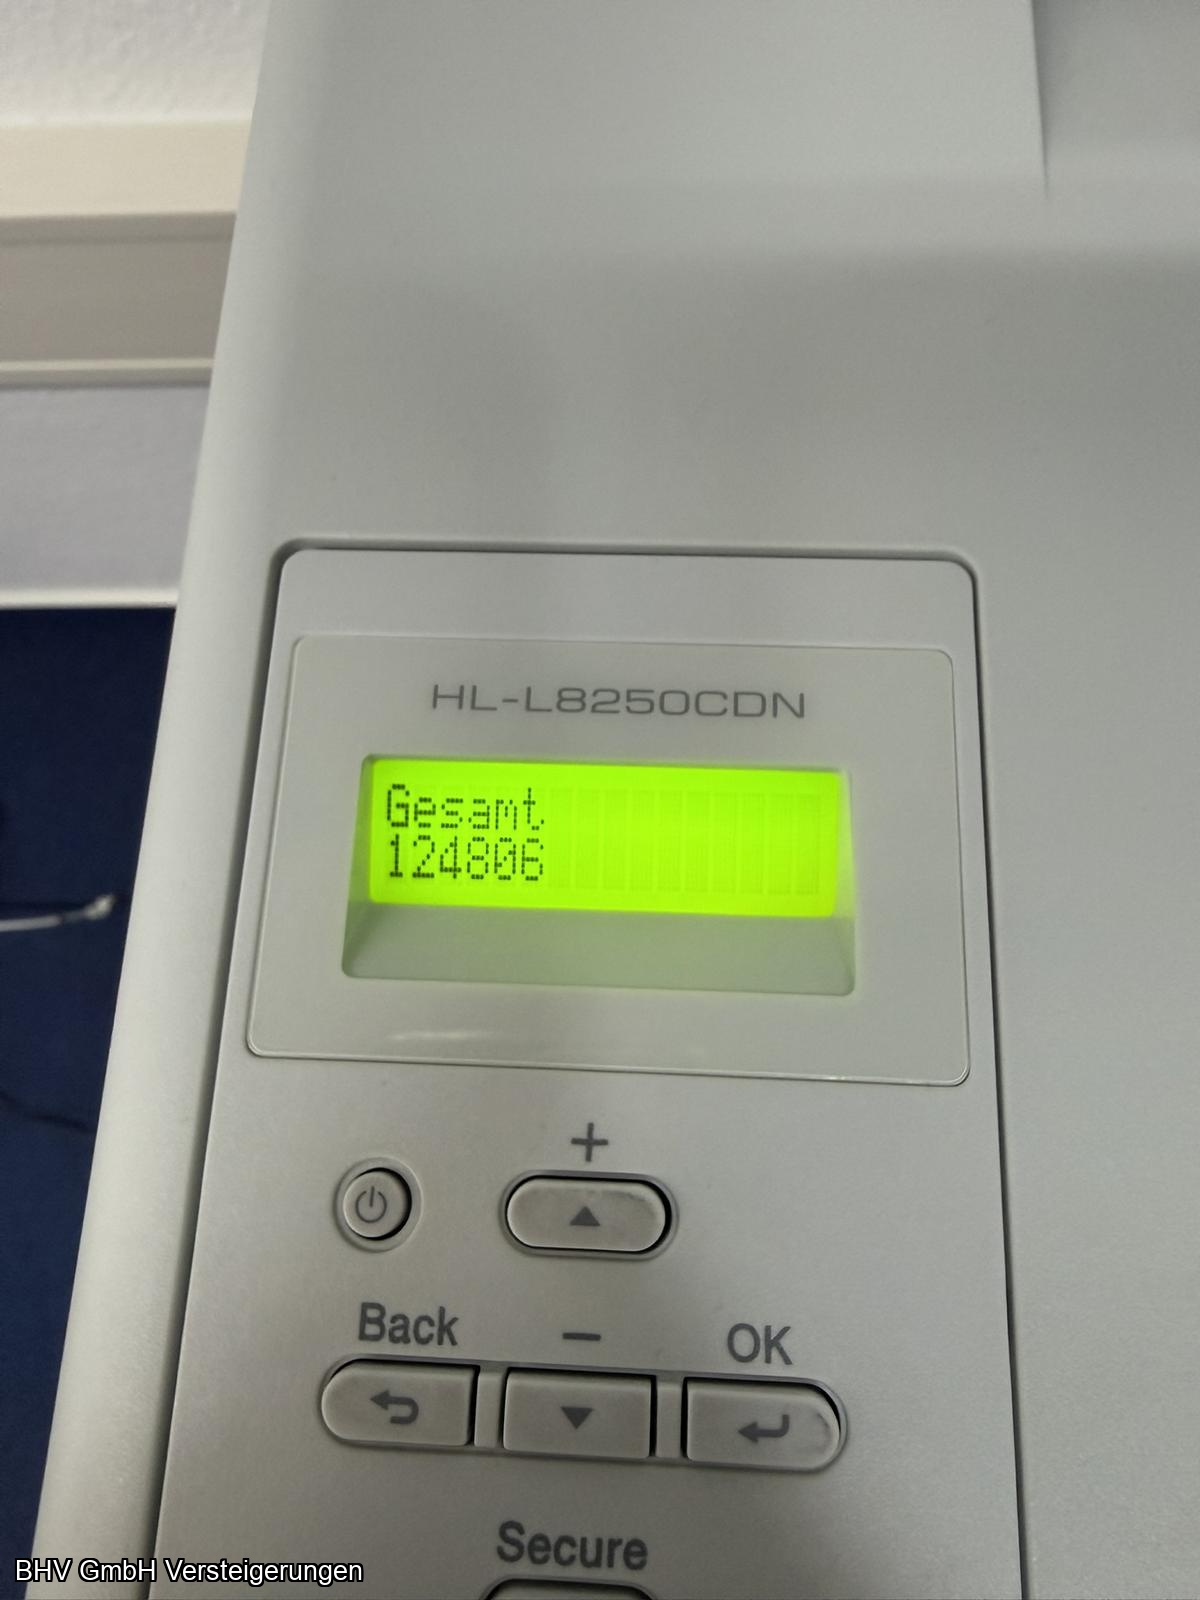 HL-L8250CDN
Gesamt
124806
+
Back
−
OK
Secure
BHV GmbH Versteigerungen